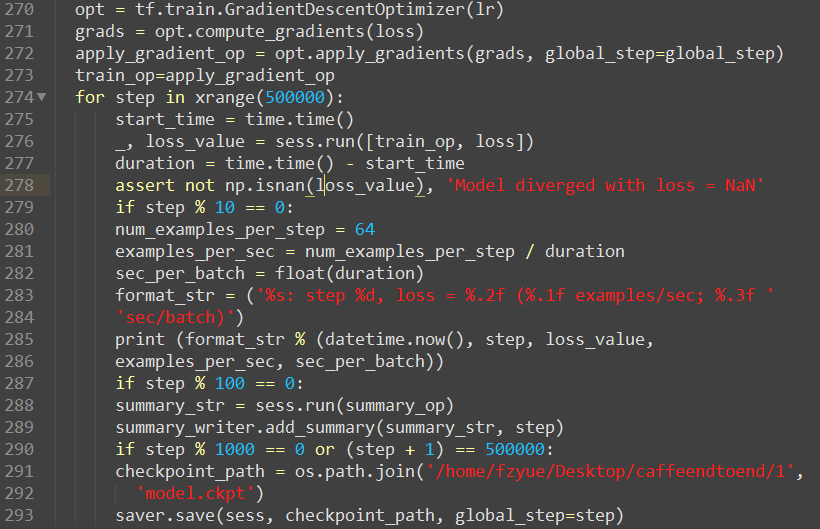 270 opt = tf.train.GradientDescentOptimizer(lr)
271 grads = opt.compute_gradients(loss)
272 apply_gradient_op = opt.apply_gradients(grads, global_step=global_step)
273 train_op=apply_gradient_op
274 for step in xrange(500000):
275 start_time = time.time()
276 _, loss_value = sess.run([train_op, loss])
277 duration = time.time() - start_time
278 assert not np.isnan(loss_value), 'Model diverged with loss = NaN'
279 if step % 10 == 0:
280 num_examples_per_step = 64
281 examples_per_sec = num_examples_per_step / duration
282 sec_per_batch = float(duration)
283 format_str = ('%s: step %d, loss = %.2f (%.1f examples/sec; %.3f '
284 'sec/batch)')
285 print (format_str % (datetime.now(), step, loss_value,
286 examples_per_sec, sec_per_batch))
287 if step % 100 == 0:
288 summary_str = sess.run(summary_op)
289 summary_writer.add_summary(summary_str, step)
290 if step % 1000 == 0 or (step + 1) == 500000:
291 checkpoint_path = os.path.join('/home/fzyue/Desktop/caffeendtoend/1',
292 'model.ckpt')
293 saver.save(sess, checkpoint_path, global_step=step)